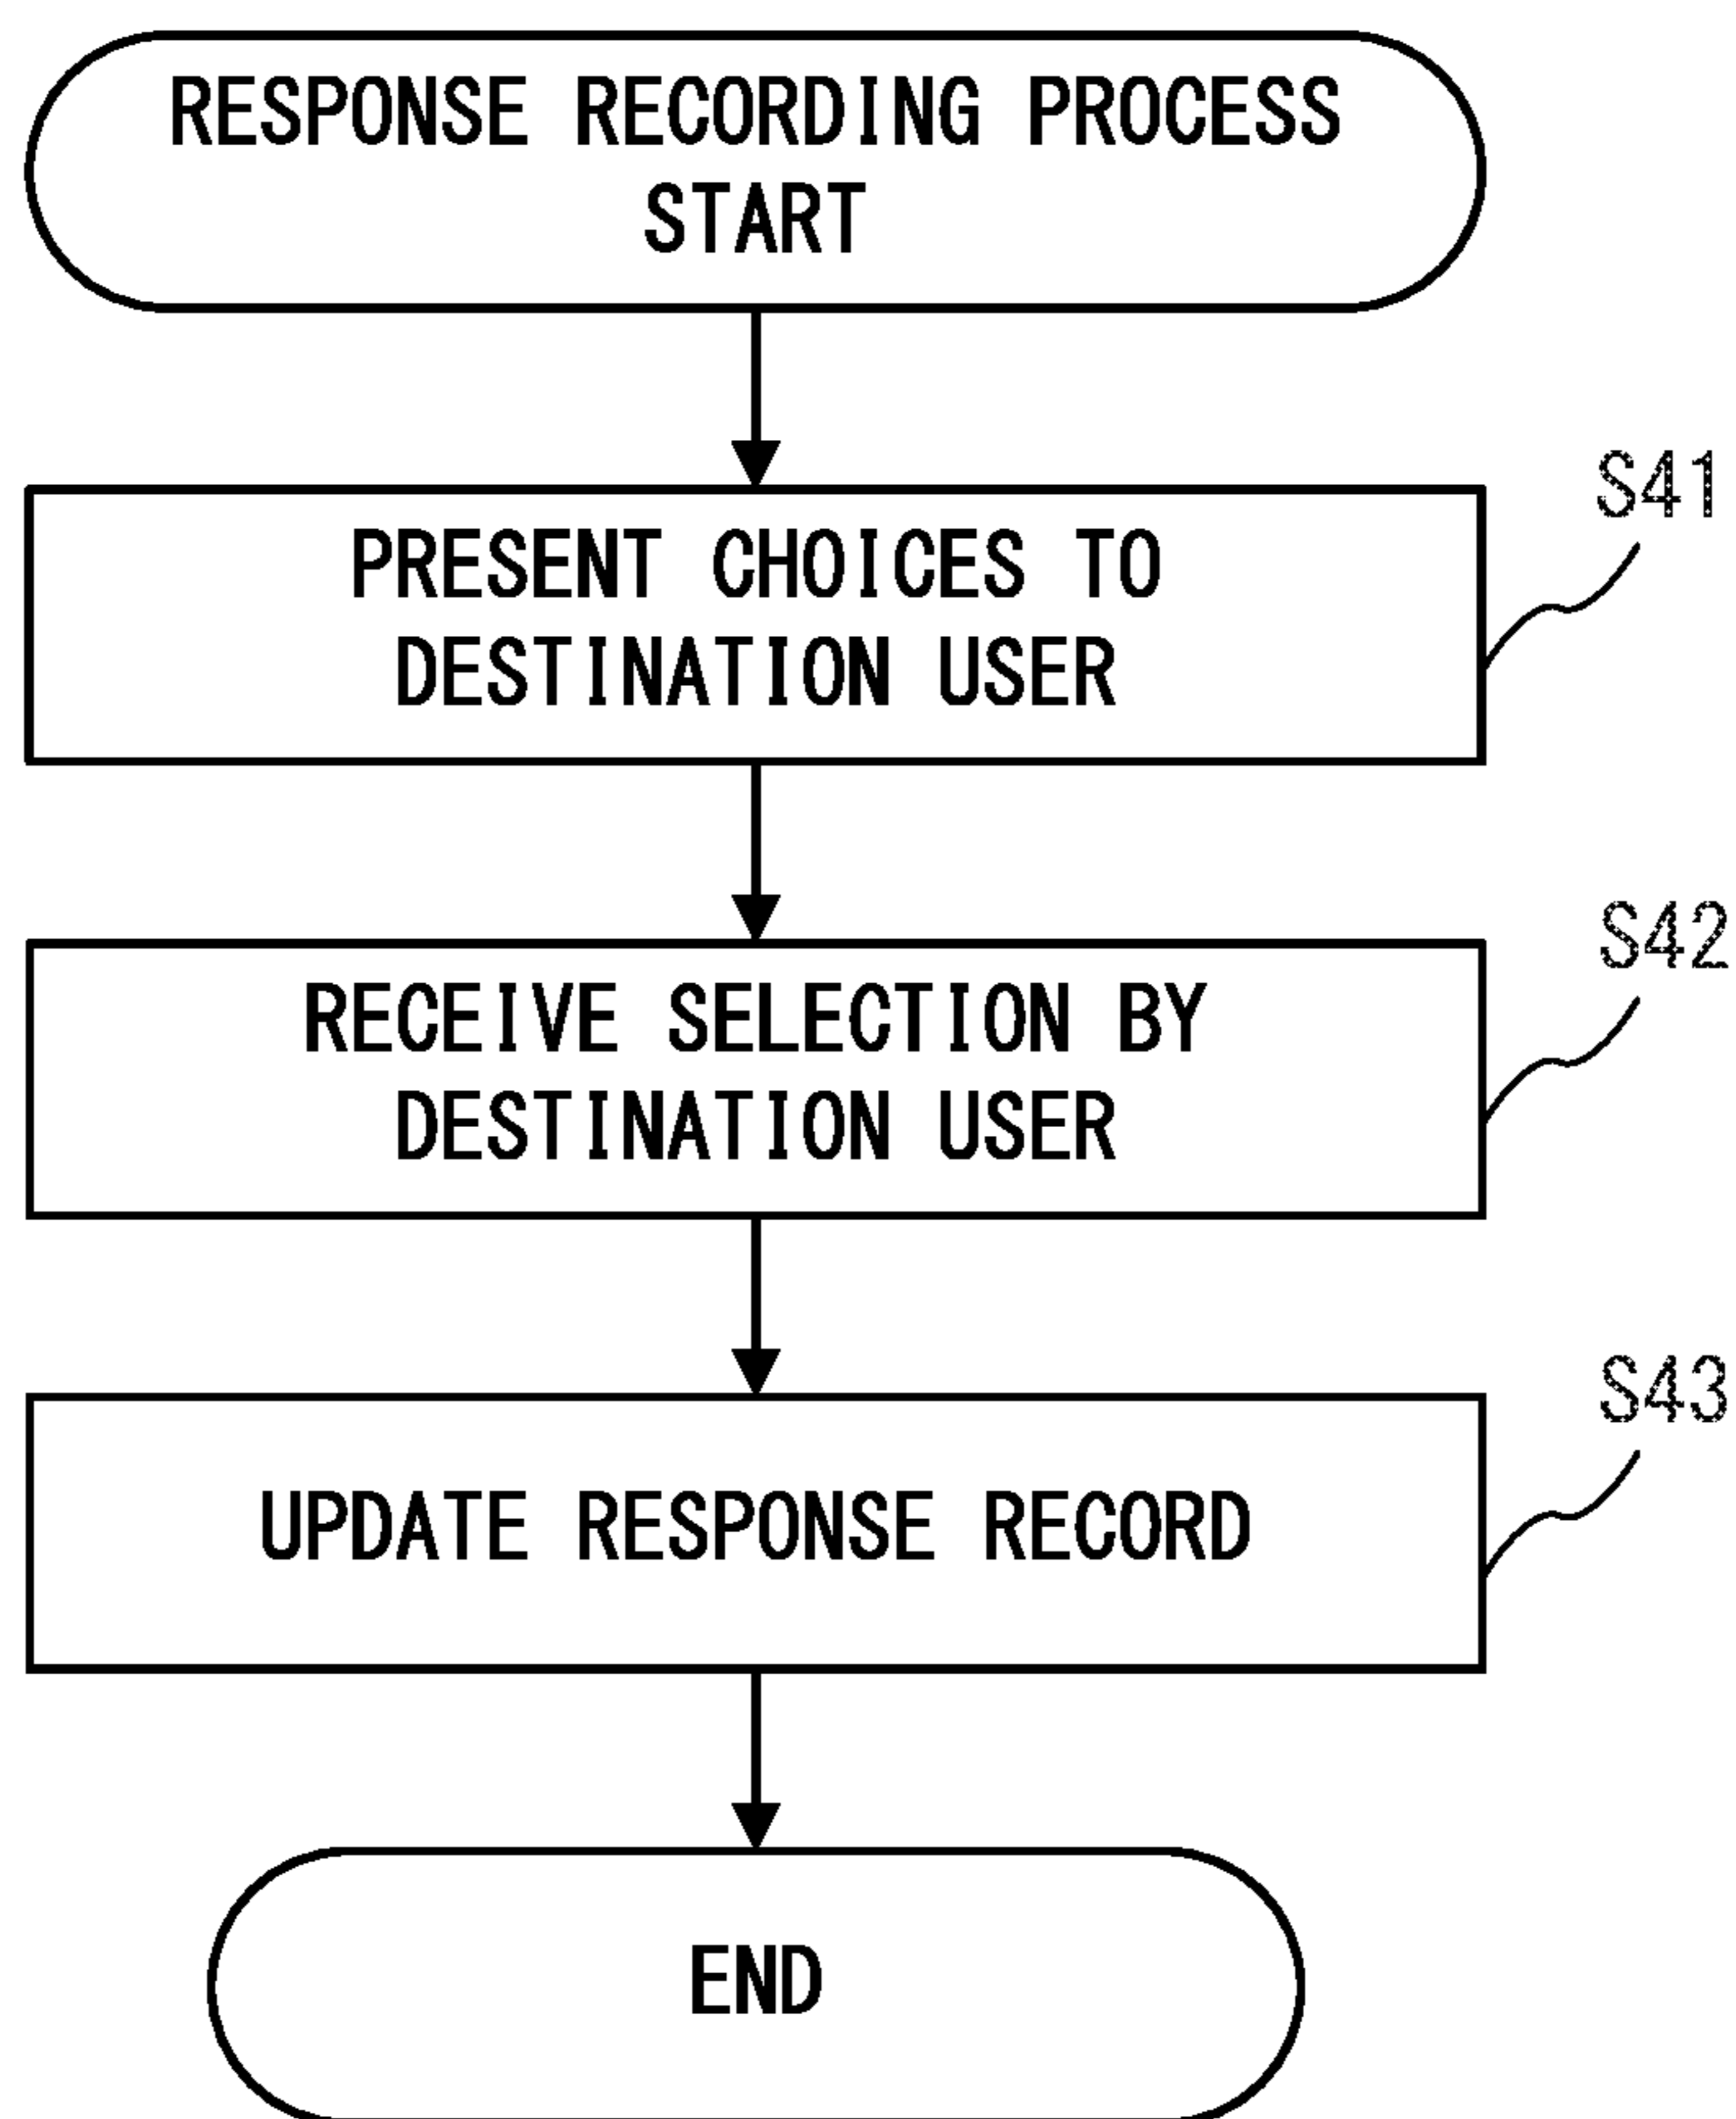 RESPONSE RECORDING PROCESS
START
S41
PRESENT CHOICES TO
DESTINATION USER
S42
RECEIVE SELECTION BY
DESTINATION USER
S43
UPDATE RESPONSE RECORD
END